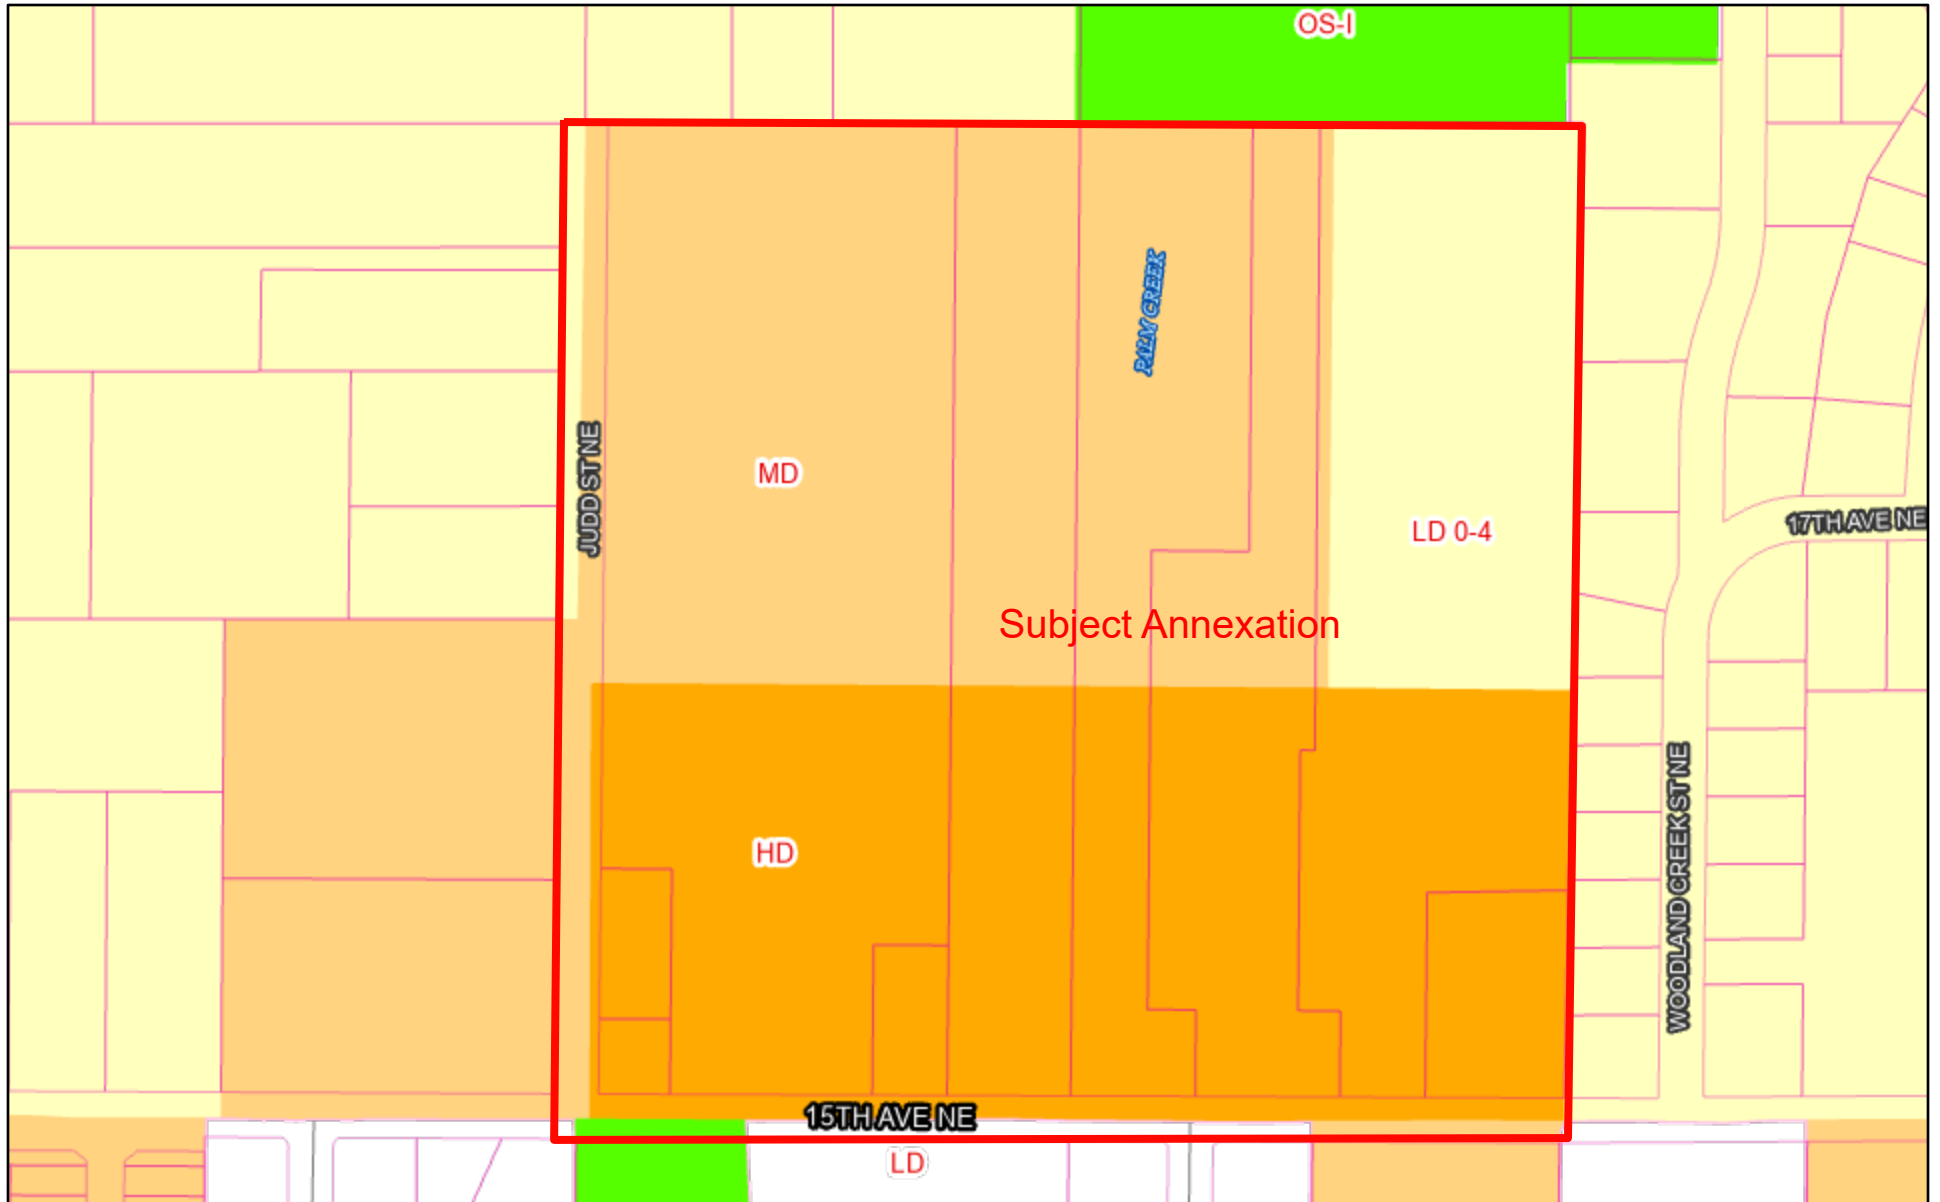 OS-I
PALM CREEK
JUDD ST NE
MD
LD 0-4
17TH AVE NE
Subject Annexation
WOODLAND CREEK ST NE
HD
15TH AVE NE
LD